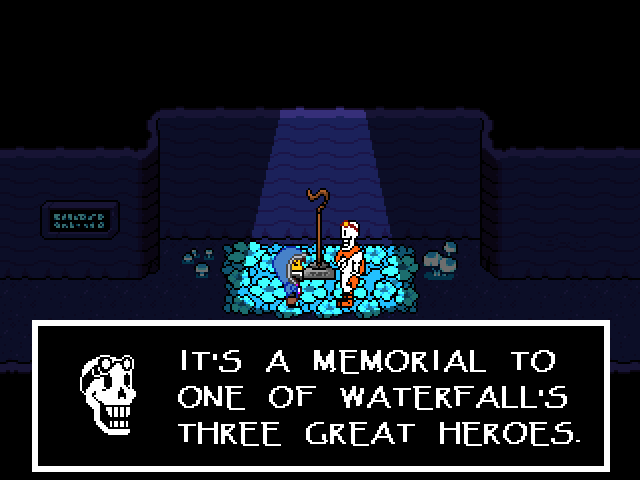 IT'S A MEMORIAL TO
ONE OF WATERFALL'S
THREE GREAT HEROES.